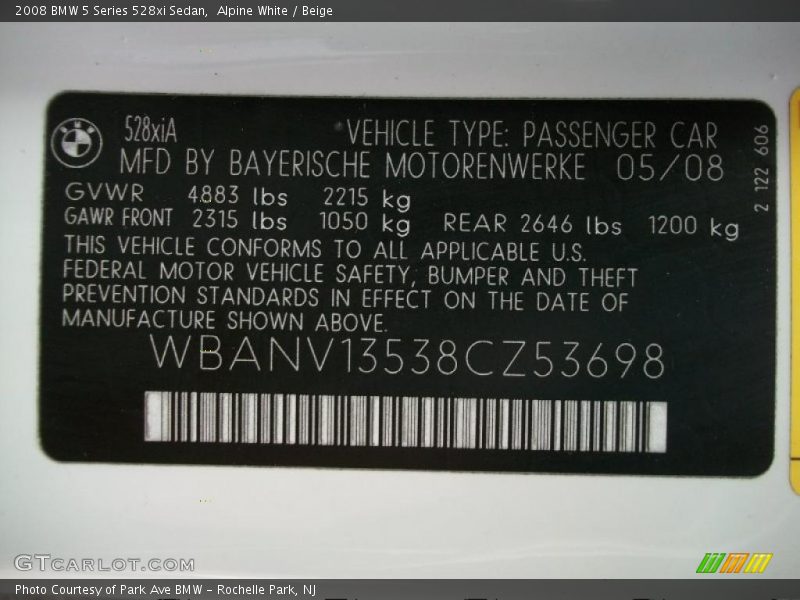 2008 BMW 5 Series 528xi Sedan,  Alpine White / Beige
528xiA
VEHICLE TYPE: PASSENGER CAR
MFD BY BAYERISCHE MOTORENWERKE 05/08
GVWR 4883 lbs 2215 kg
GAWR FRONT 2315 lbs 1050 kg REAR 2646 lbs 1200 kg
THIS VEHICLE CONFORMS TO ALL APPLICABLE U.S.
FEDERAL MOTOR VEHICLE SAFETY, BUMPER AND THEFT
PREVENTION STANDARDS IN EFFECT ON THE DATE OF
MANUFACTURE SHOWN ABOVE.
WBANV13538CZ53698
2 122 606
GTCARLOT.COM
Photo Courtesy of Park Ave BMW - Rochelle Park, NJ